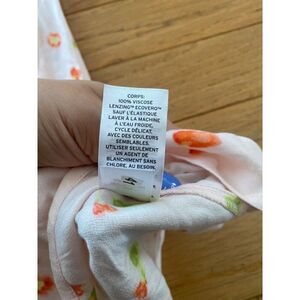 CORPS:
100% VISCOSE
LENZING™ ECOVERO™
SAUF L'ÉLASTIQUE
LAVER À LA MACHINE
À L'EAU FROIDE,
CYCLE DÉLICAT,
AVEC DES COULEURS
SEMBLABLES.
UTILISER SEULEMENT
UN AGENT DE
BLANCHIMENT SANS
CHLORE, AU BESOIN.